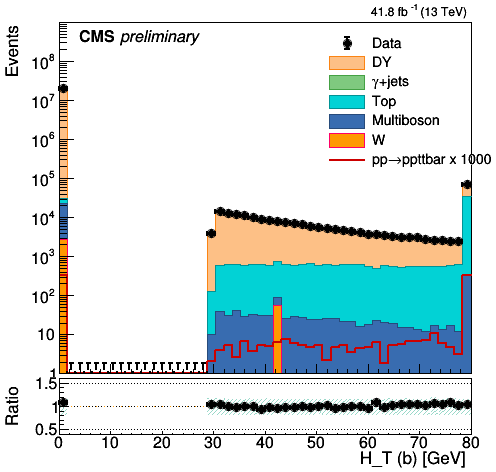 41.8 fb⁻¹ (13 TeV)
CMS preliminary
Events
Data
DY
γ+jets
Top
Multiboson
W
pp→ppttbar x 1000
10⁸
10⁷
10⁶
10⁵
10⁴
10³
10²
10
1
Ratio
1.5
1
0.5
0 10 20 30 40 50 60 70 80
H_T (b) [GeV]